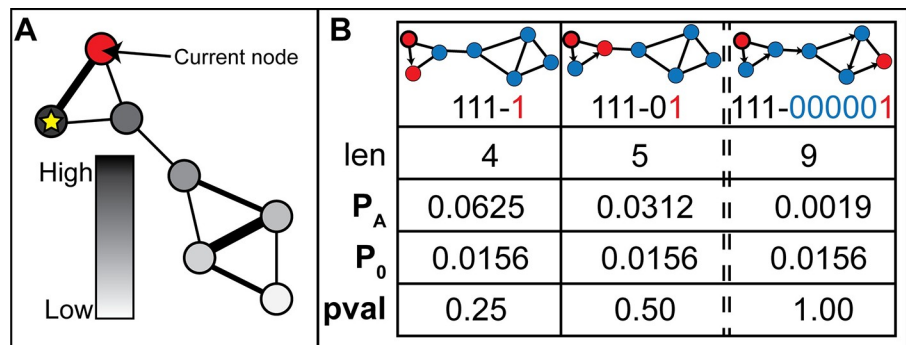 A
Current node
High
Low
B
111-1 111-01 111-000001
len 4 5 9
PA 0.0625 0.0312 0.0019
P0 0.0156 0.0156 0.0156
pval 0.25 0.50 1.00